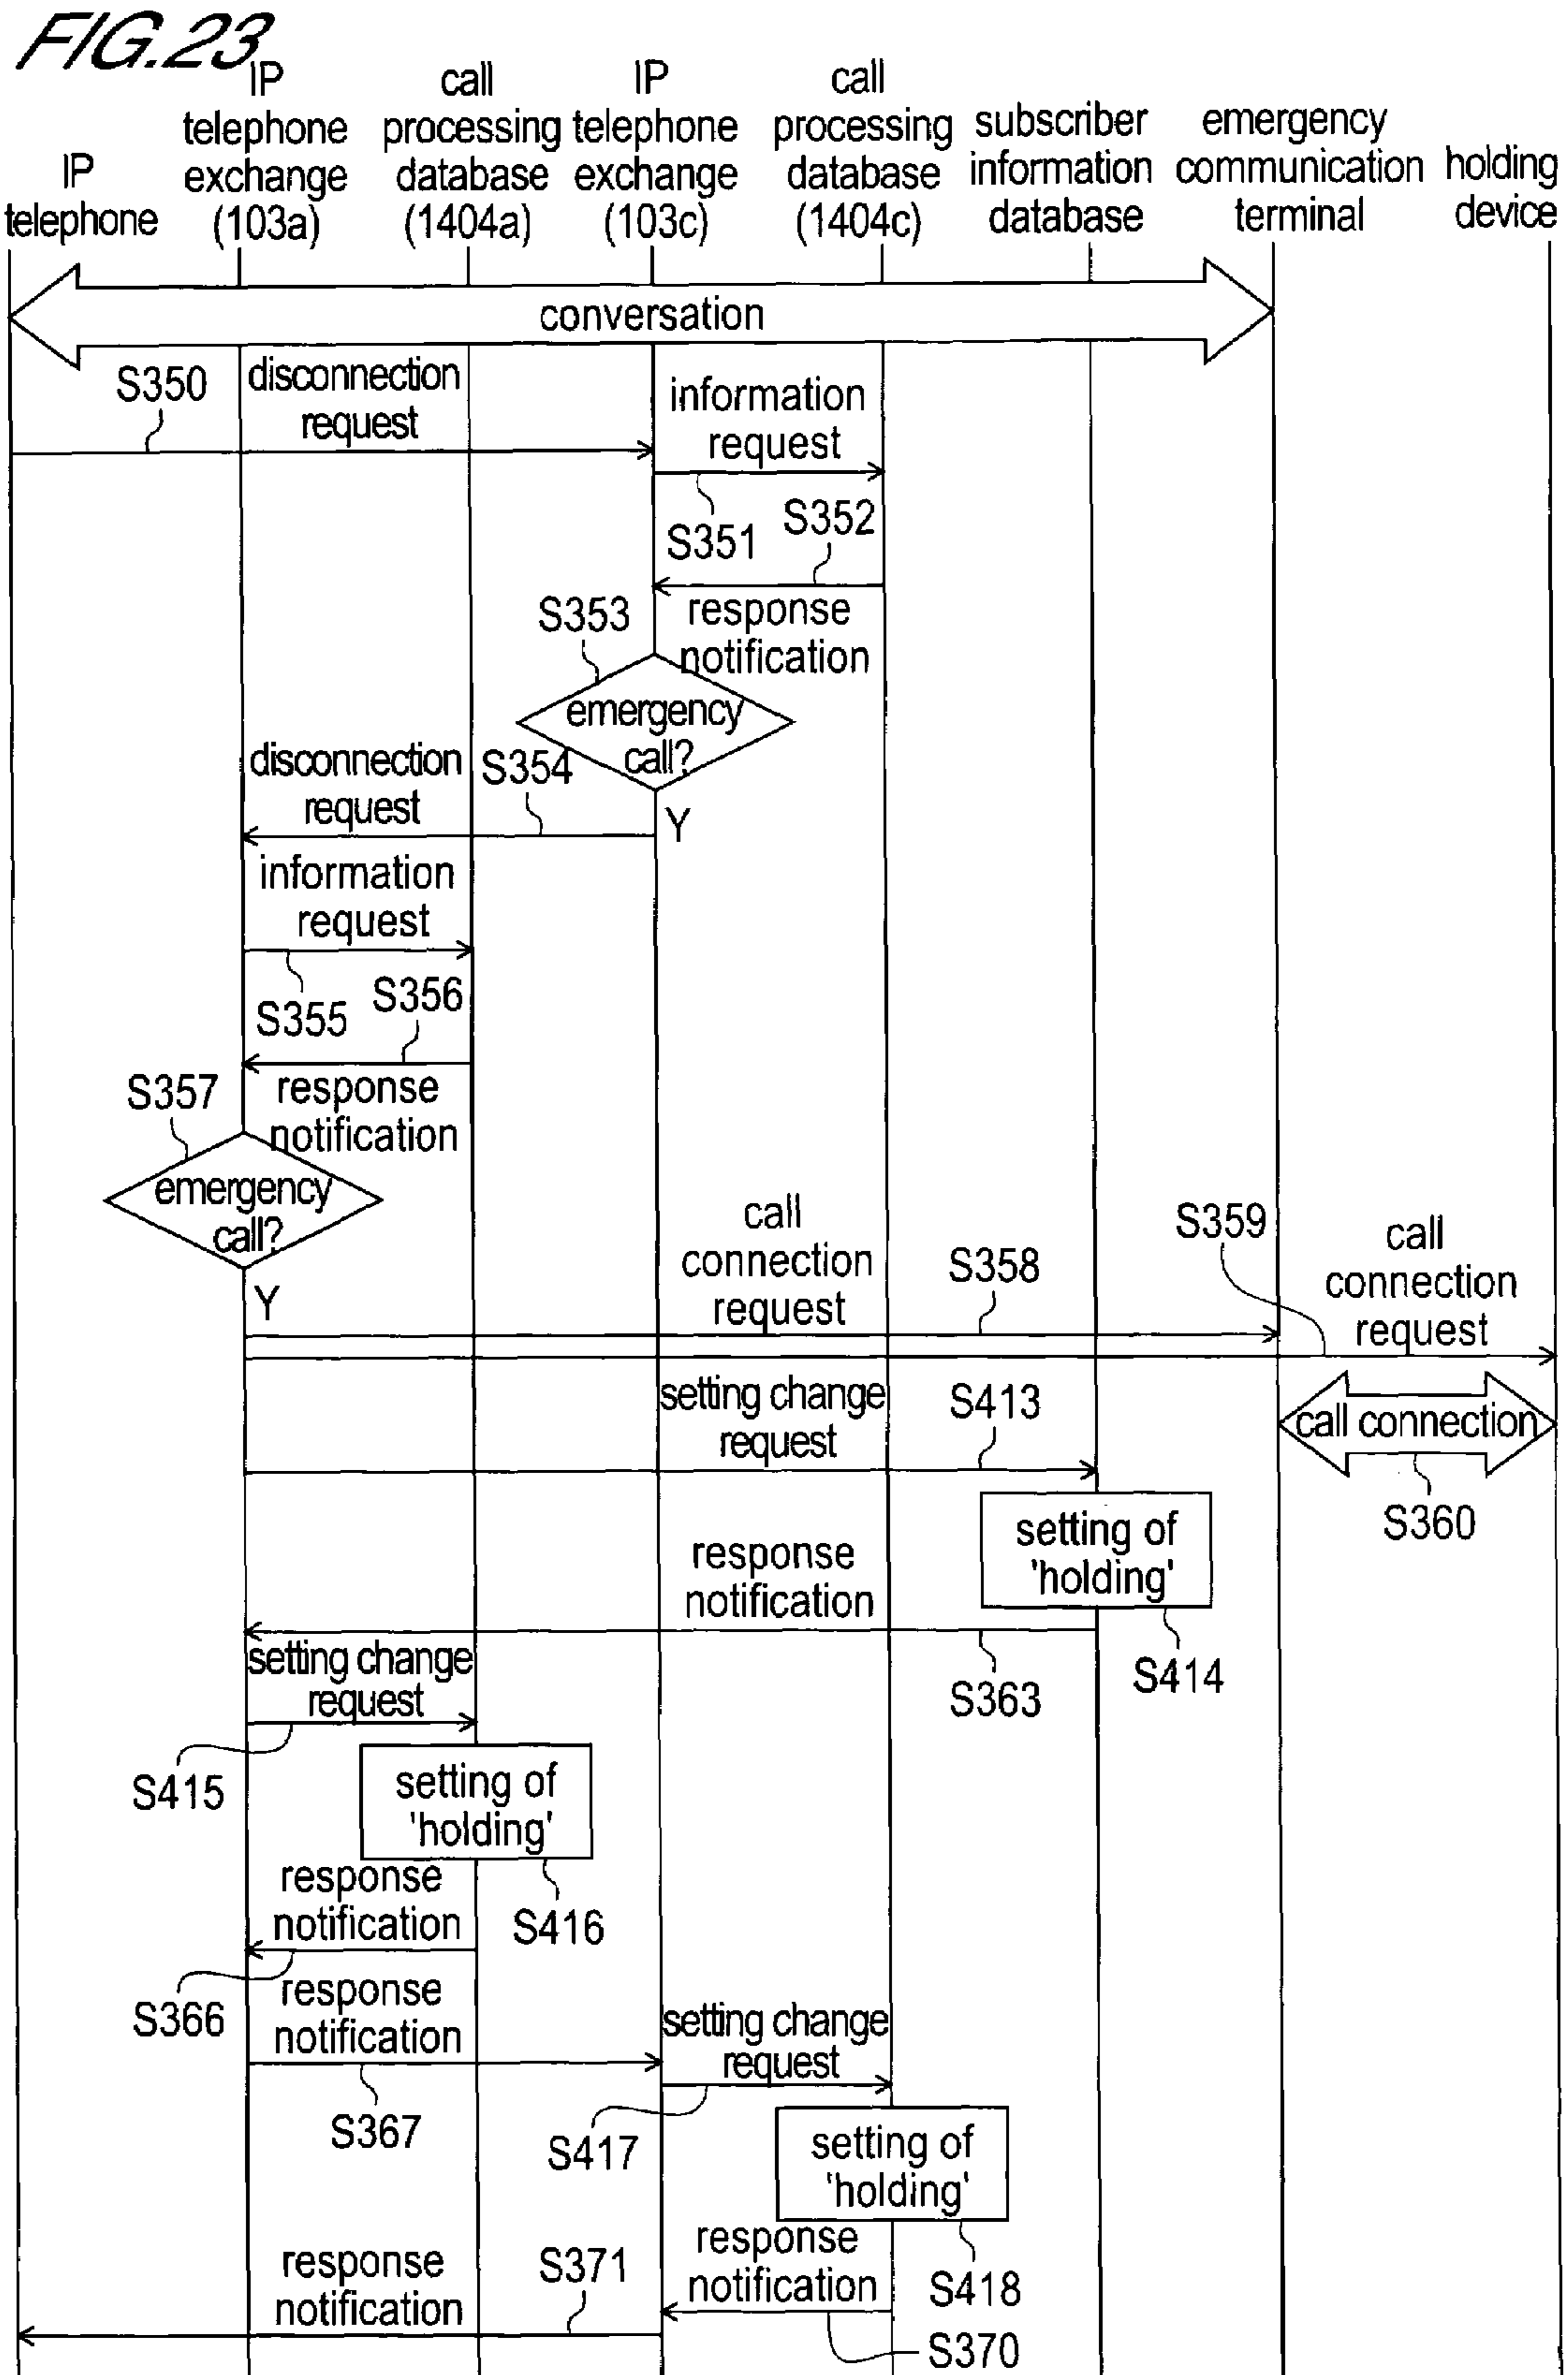 FIG.23
IP
telephone
IP
telephone
exchange
(103a)
call
processing
database
(1404a)
IP
telephone
exchange
(103c)
call
processing
database
(1404c)
subscriber
information
database
emergency
communication
terminal
holding
device
conversation
S350
disconnection
request
information
request
S351
S352
response
notification
S353
emergency
call?
Y
disconnection
request
S354
information
request
S355
S356
response
notification
S357
emergency
call?
Y
call
connection
request
S358
S359
call
connection
request
setting change
request
S413
call connection
S360
setting of
'holding'
S414
response
notification
S363
setting change
request
S415
setting of
'holding'
S416
response
notification
S366
response
notification
S367
setting change
request
S417
setting of
'holding'
S418
response
notification
S370
response
notification
S371